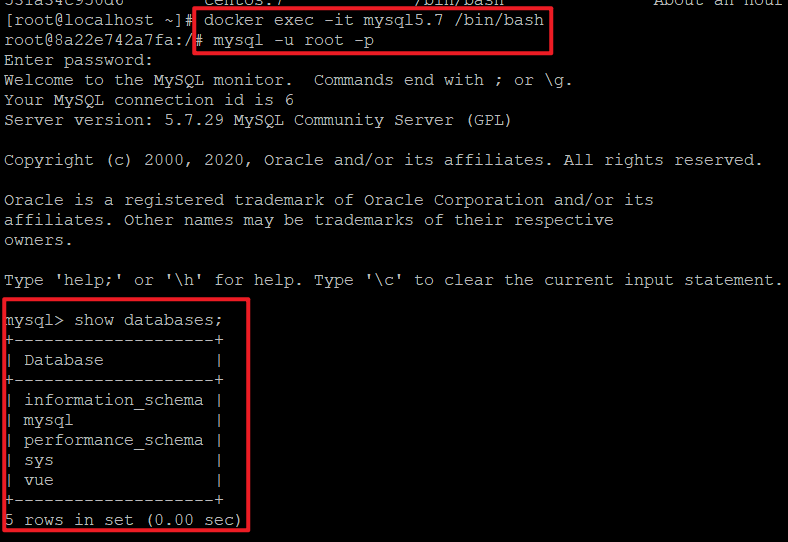 /bin/bash About an hour
[root@localhost ~]# docker exec -it mysql5.7 /bin/bash
root@8a22e742a7fa:/# mysql -u root -p
Enter password:
Welcome to the MySQL monitor.  Commands end with ; or \g.
Your MySQL connection id is 6
Server version: 5.7.29 MySQL Community Server (GPL)
Copyright (c) 2000, 2020, Oracle and/or its affiliates. All rights reserved.
Oracle is a registered trademark of Oracle Corporation and/or its
affiliates. Other names may be trademarks of their respective
owners.
Type 'help;' or '\h' for help. Type '\c' to clear the current input statement.
mysql> show databases;
+--------------------+
| Database           |
+--------------------+
| information_schema |
| mysql              |
| performance_schema |
| sys                |
| vue                |
+--------------------+
5 rows in set (0.00 sec)